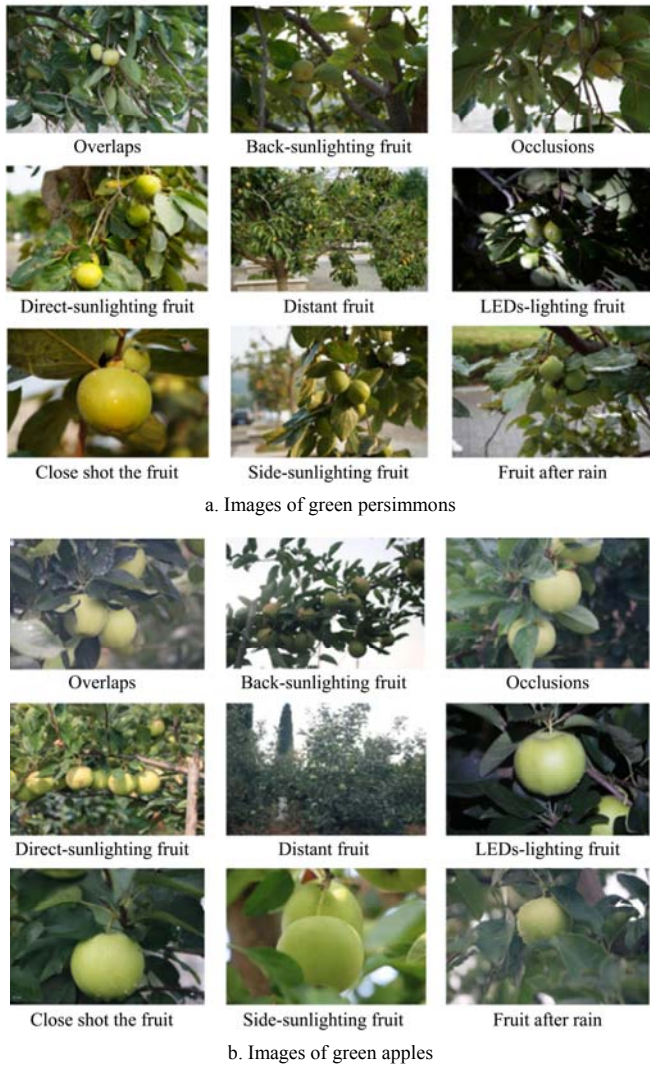 Overlaps
Back-sunlighting fruit
Occlusions
Direct-sunlighting fruit
Distant fruit
LEDs-lighting fruit
Close shot the fruit
Side-sunlighting fruit
Fruit after rain
a. Images of green persimmons
Overlaps
Back-sunlighting fruit
Occlusions
Direct-sunlighting fruit
Distant fruit
LEDs-lighting fruit
Close shot the fruit
Side-sunlighting fruit
Fruit after rain
b. Images of green apples